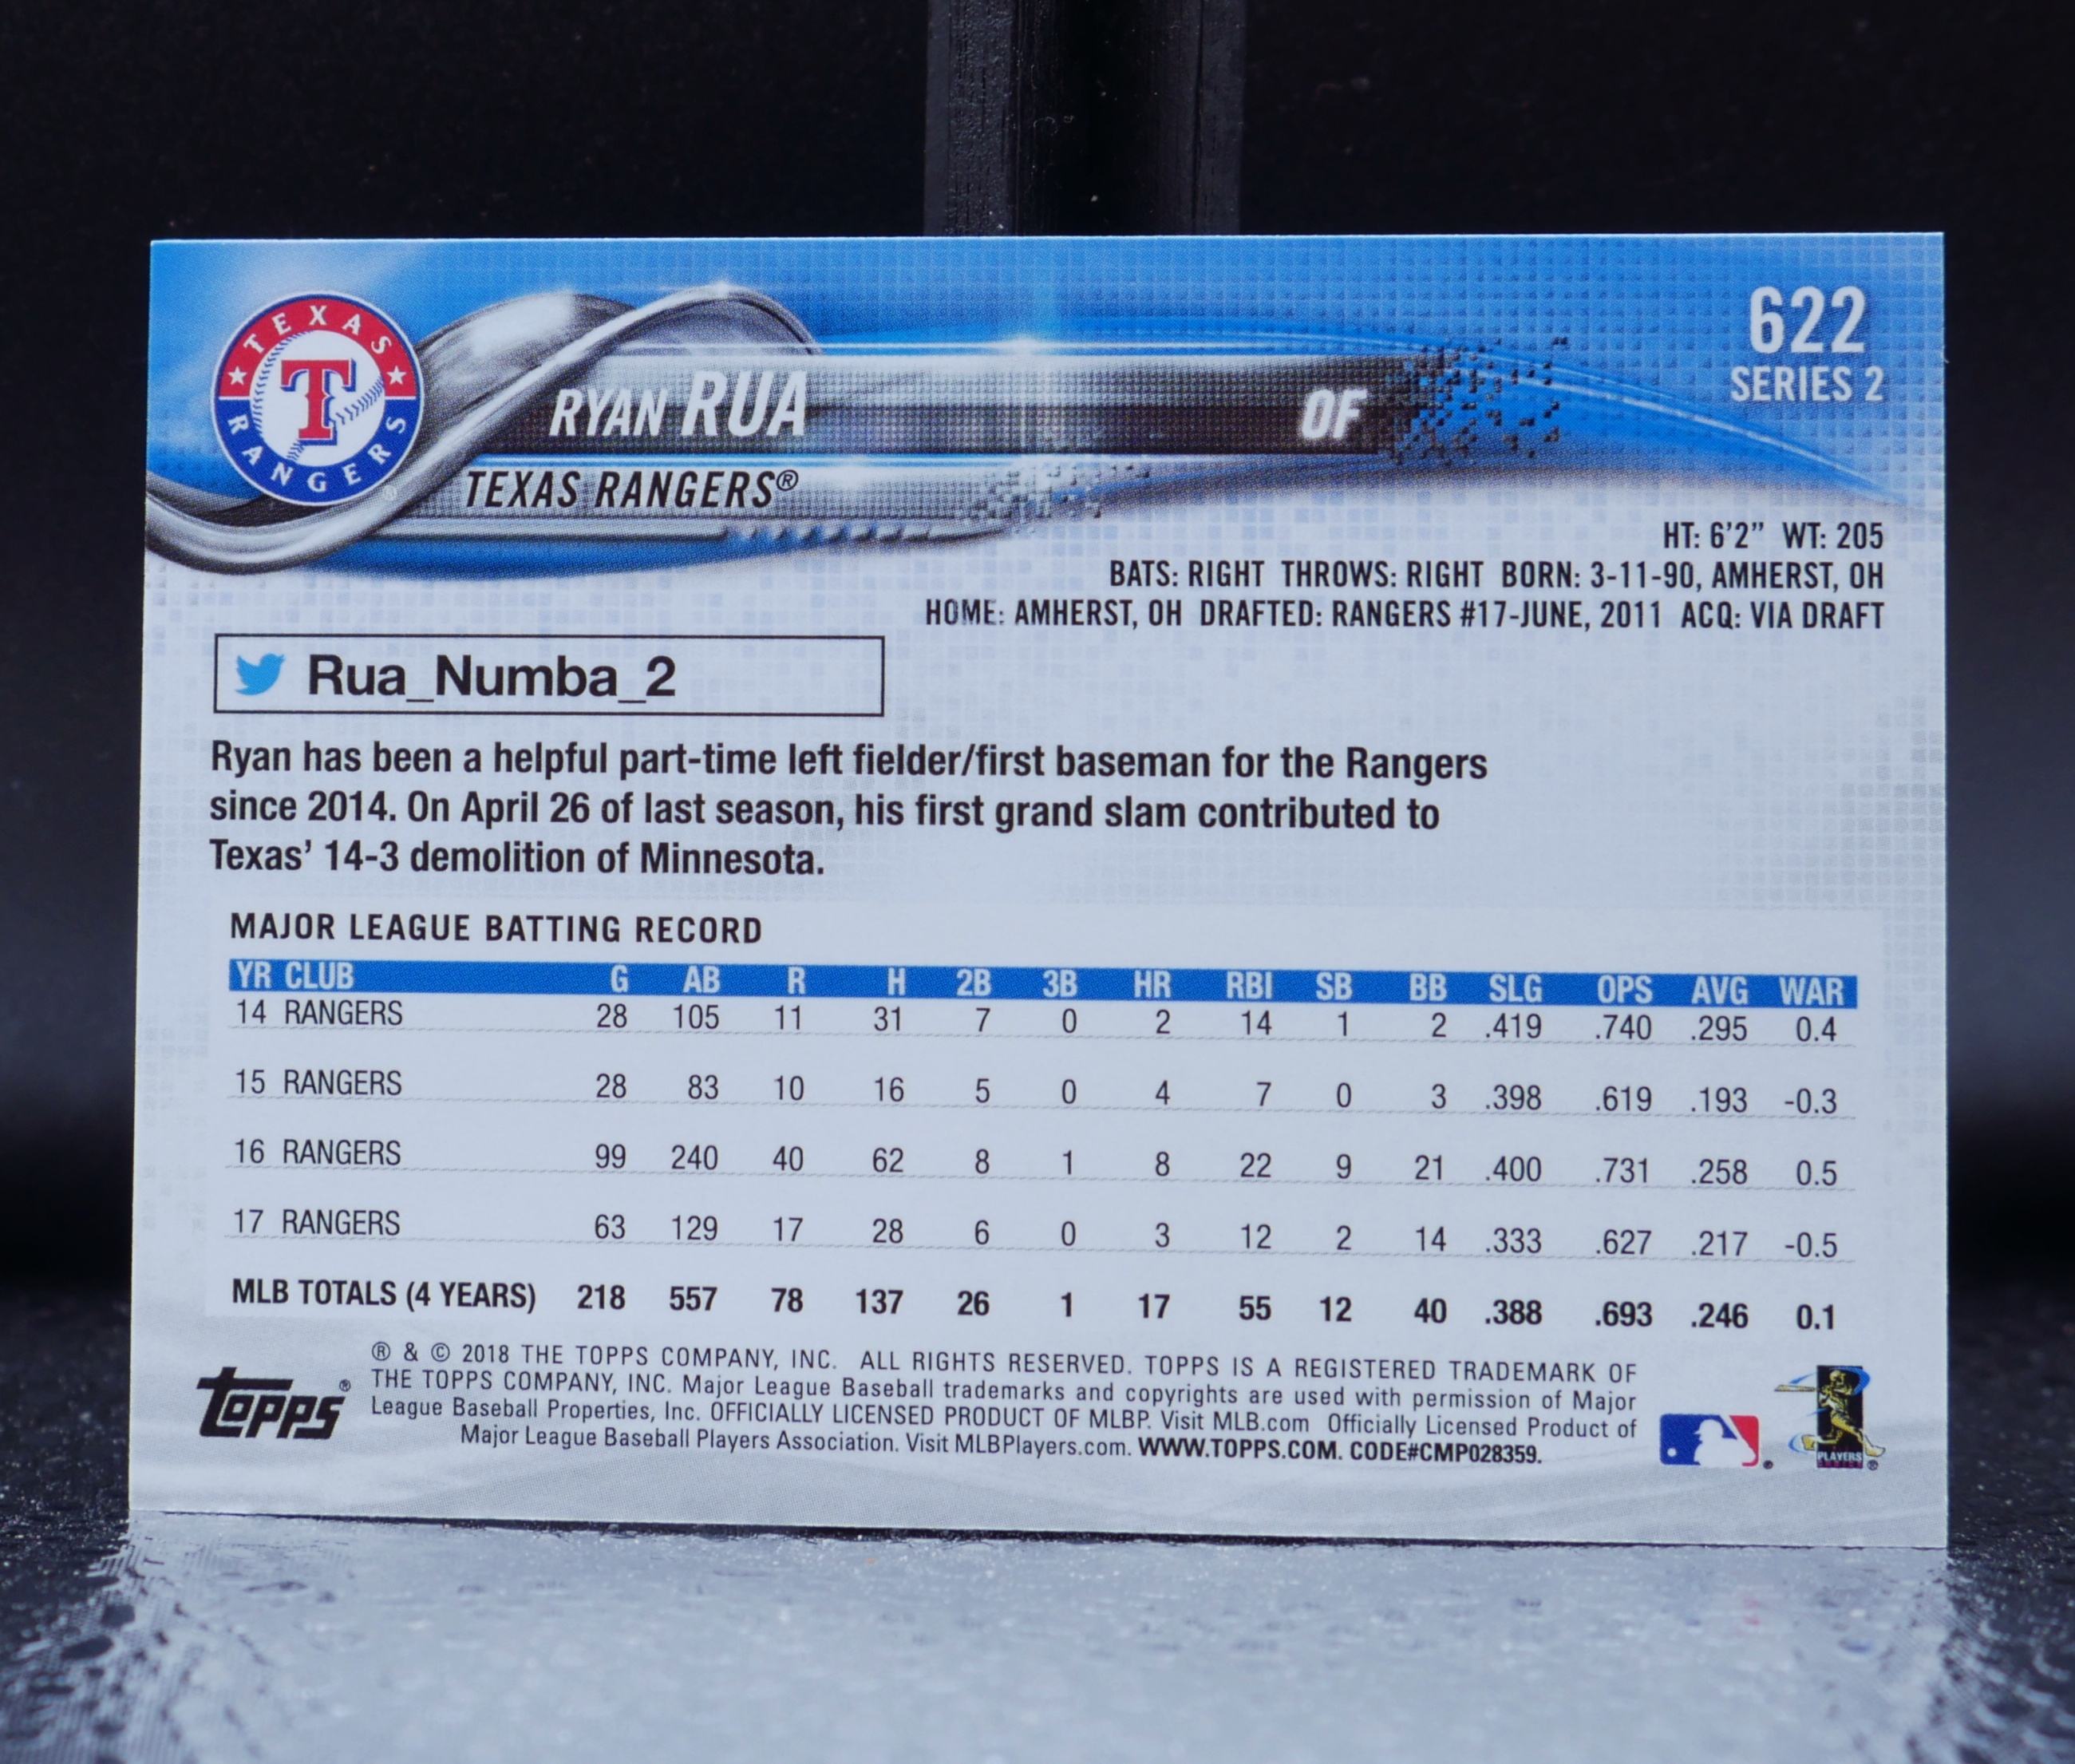 622
SERIES 2
TEXAS RANGERS
T
RYAN RUA OF
TEXAS RANGERS®
HT: 6'2” WT: 205
BATS: RIGHT THROWS: RIGHT BORN: 3-11-90, AMHERST, OH
HOME: AMHERST, OH DRAFTED: RANGERS #17-JUNE, 2011 ACQ: VIA DRAFT
Rua_Numba_2
Ryan has been a helpful part-time left fielder/first baseman for the Rangers
since 2014. On April 26 of last season, his first grand slam contributed to
Texas’ 14-3 demolition of Minnesota.
MAJOR LEAGUE BATTING RECORD
YR CLUB G AB R H 2B 3B HR RBI SB BB SLG OPS AVG WAR
14 RANGERS 28 105 11 31 7 0 2 14 1 2 .419 .740 .295 0.4
15 RANGERS 28 83 10 16 5 0 4 7 0 3 .398 .619 .193 -0.3
16 RANGERS 99 240 40 62 8 1 8 22 9 21 .400 .731 .258 0.5
17 RANGERS 63 129 17 28 6 0 3 12 2 14 .333 .627 .217 -0.5
MLB TOTALS (4 YEARS) 218 557 78 137 26 1 17 55 12 40 .388 .693 .246 0.1
® & © 2018 THE TOPPS COMPANY, INC. ALL RIGHTS RESERVED. TOPPS IS A REGISTERED TRADEMARK OF
THE TOPPS COMPANY, INC. Major League Baseball trademarks and copyrights are used with permission of Major
League Baseball Properties, Inc. OFFICIALLY LICENSED PRODUCT OF MLBP. Visit MLB.com Officially Licensed Product of
Major League Baseball Players Association. Visit MLBPlayers.com. WWW.TOPPS.COM. CODE#CMP028359.
topps®
PLAYERS